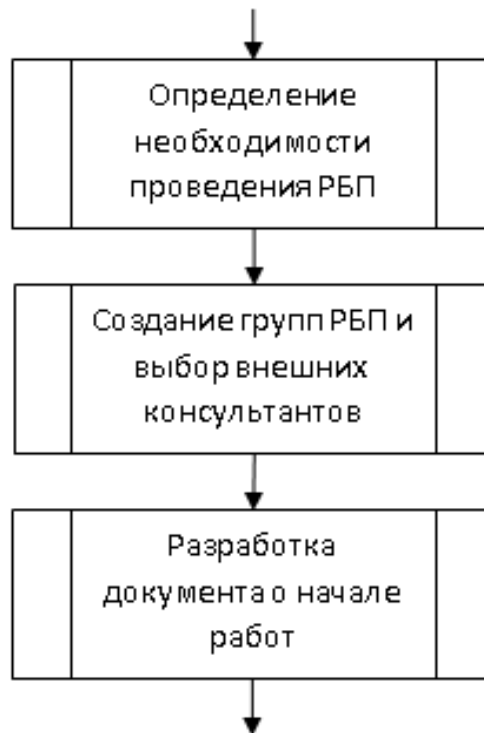 Определение
необходимости
проведения РБП
Создание групп РБП и
выбор внешних
консультантов
Разработка
документа о начале
работ